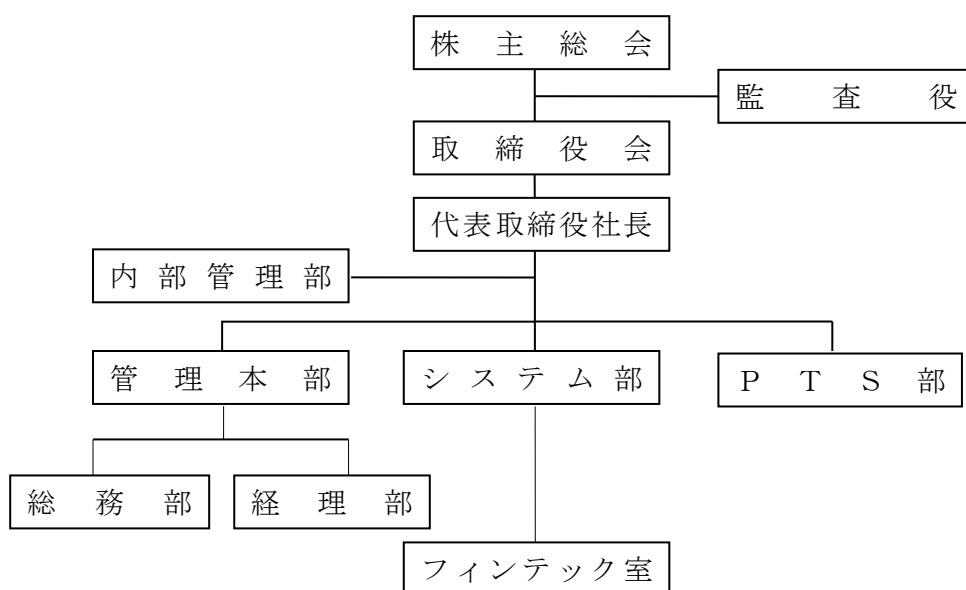 株主総会
監査役
取締役会
代表取締役社長
内部管理部
管理本部
システム部
PTS部
総務部
経理部
フィンテック室